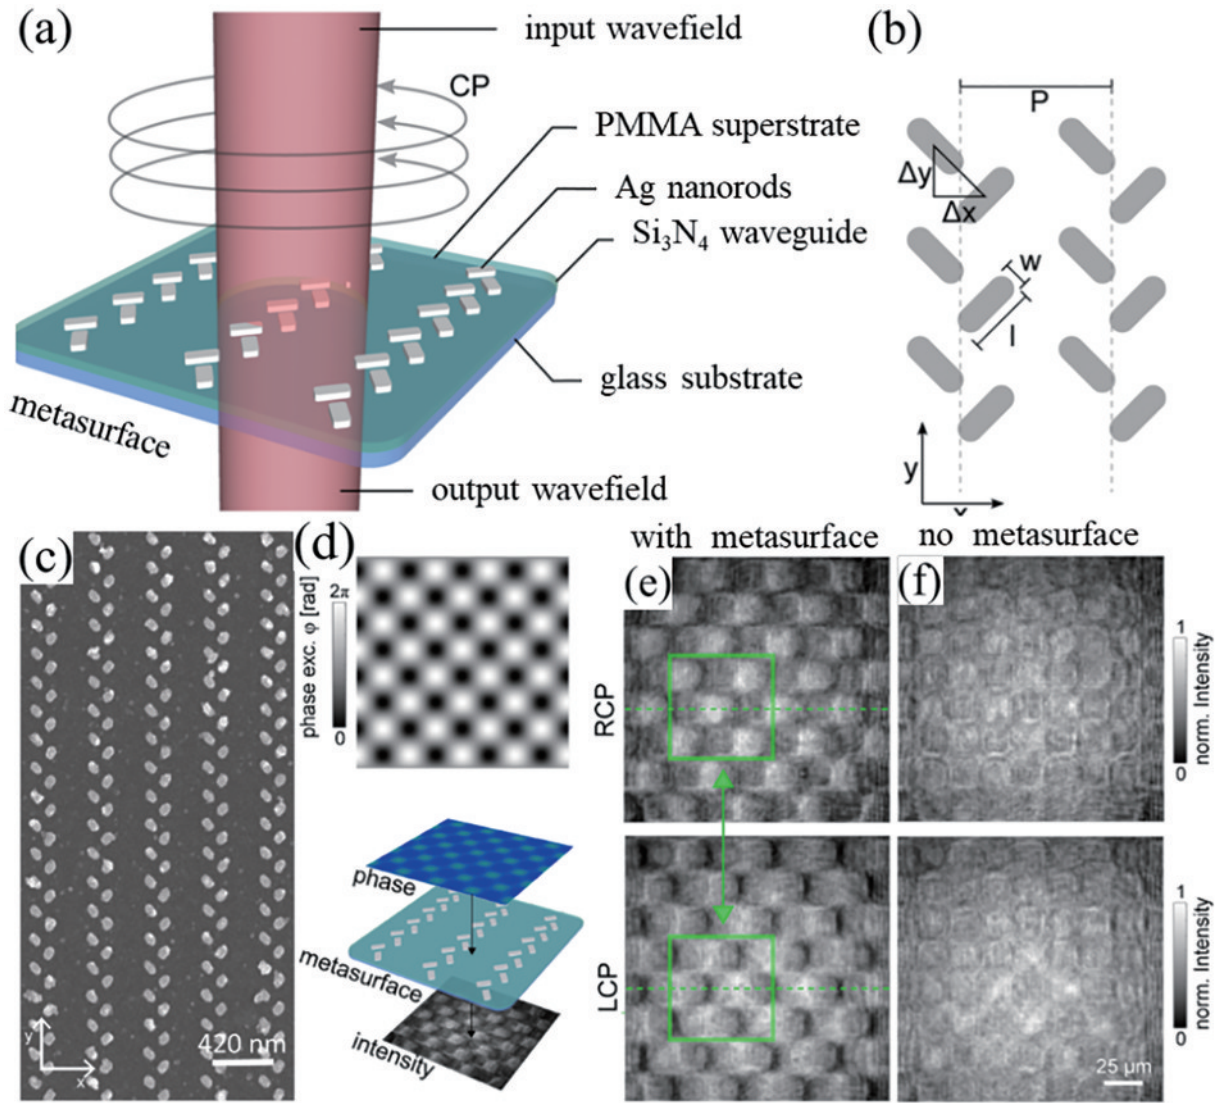 (a)
input wavefield
CP
PMMA superstrate
Ag nanorods
Si₃N₄ waveguide
glass substrate
metasurface
output wavefield
(b)
P
Δy
Δx
w
l
y
x
(c)
y
x
420 nm
(d)
phase exc. φ [rad]
2π
0
phase
metasurface
intensity
with metasurface
no metasurface
(e)
(f)
RCP
LCP
1
0
norm. Intensity
1
0
norm. Intensity
25 μm